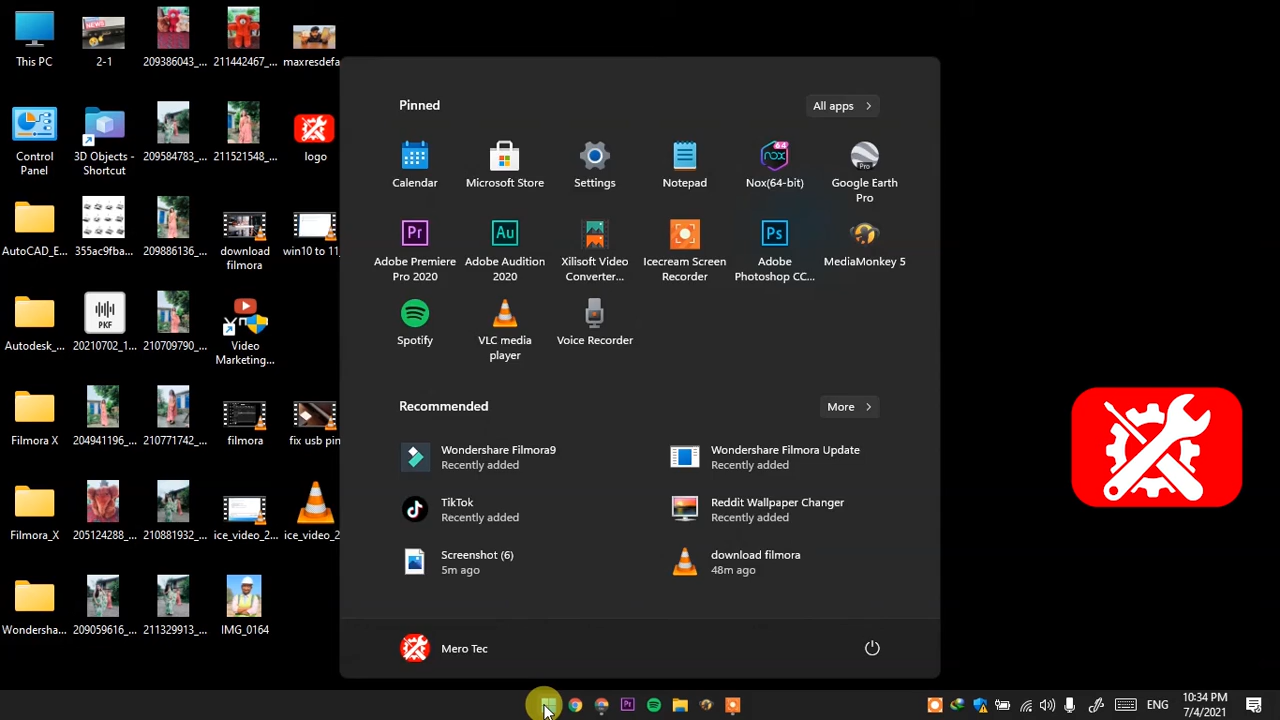 This PC
2-1
209386043_...
211442467_...
maxresdefa...
Control
Panel
3D Objects -
Shortcut
209584783_...
211521548_...
logo
AutoCAD_E...
355ac9fba...
209886136_...
download
filmora
win10 to 11_...
Autodesk_...
PKF
20210702_1...
210709790_...
Video
Marketing...
Filmora X
204941196_...
210771742_...
filmora
fix usb pin...
Filmora_X
205124288_...
210881932_...
ice_video_2...
ice_video_2...
Wondersha...
209059616_...
211329913_...
IMG_0164
Pinned
All apps
Calendar
Microsoft Store
Settings
Notepad
Nox(64-bit)
Google Earth
Pro
Adobe Premiere
Pro 2020
Adobe Audition
2020
Xilisoft Video
Converter...
Icecream Screen
Recorder
Adobe
Photoshop CC...
MediaMonkey 5
Spotify
VLC media
player
Voice Recorder
Recommended
More
Wondershare Filmora9
Recently added
Wondershare Filmora Update
Recently added
TikTok
Recently added
Reddit Wallpaper Changer
Recently added
Screenshot (6)
5m ago
download filmora
48m ago
Mero Tec
ENG
10:34 PM
7/4/2021